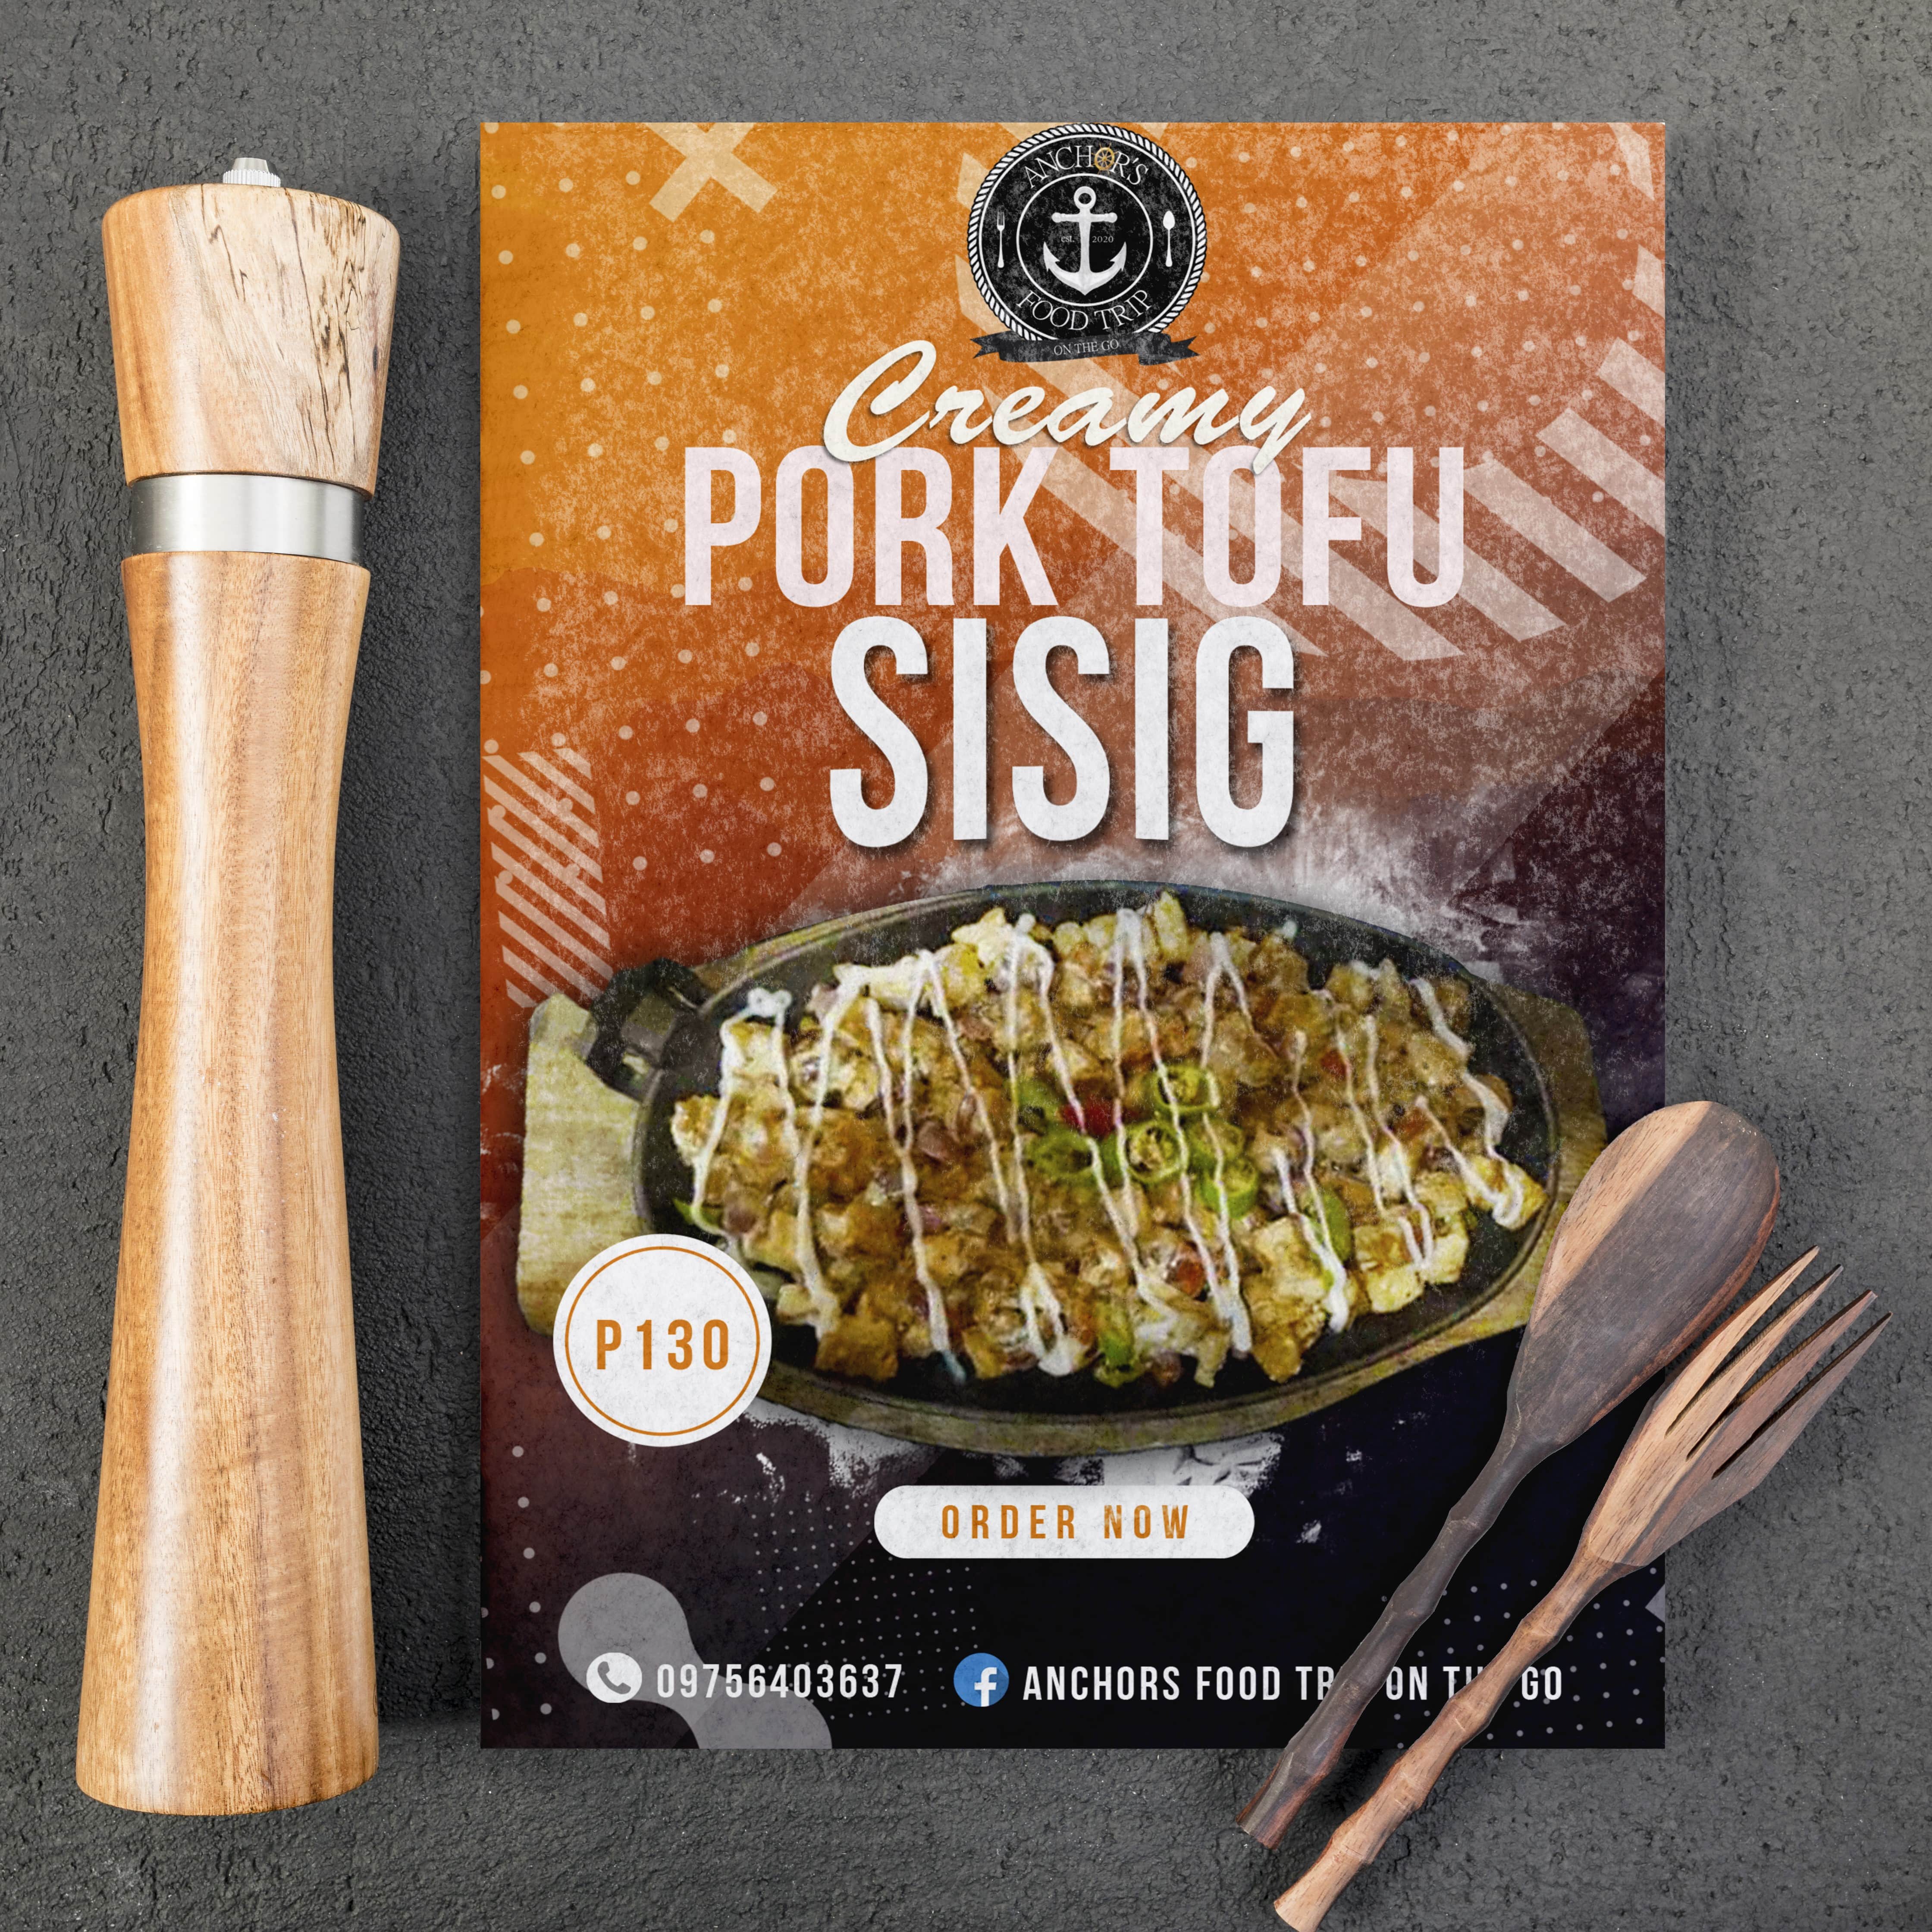 ANCHOR'S
est. 2020
FOOD TRIP
ON THE GO
Creamy
PORK TOFU
SISIG
P130
ORDER NOW
09756403637
ANCHORS FOOD ON GO